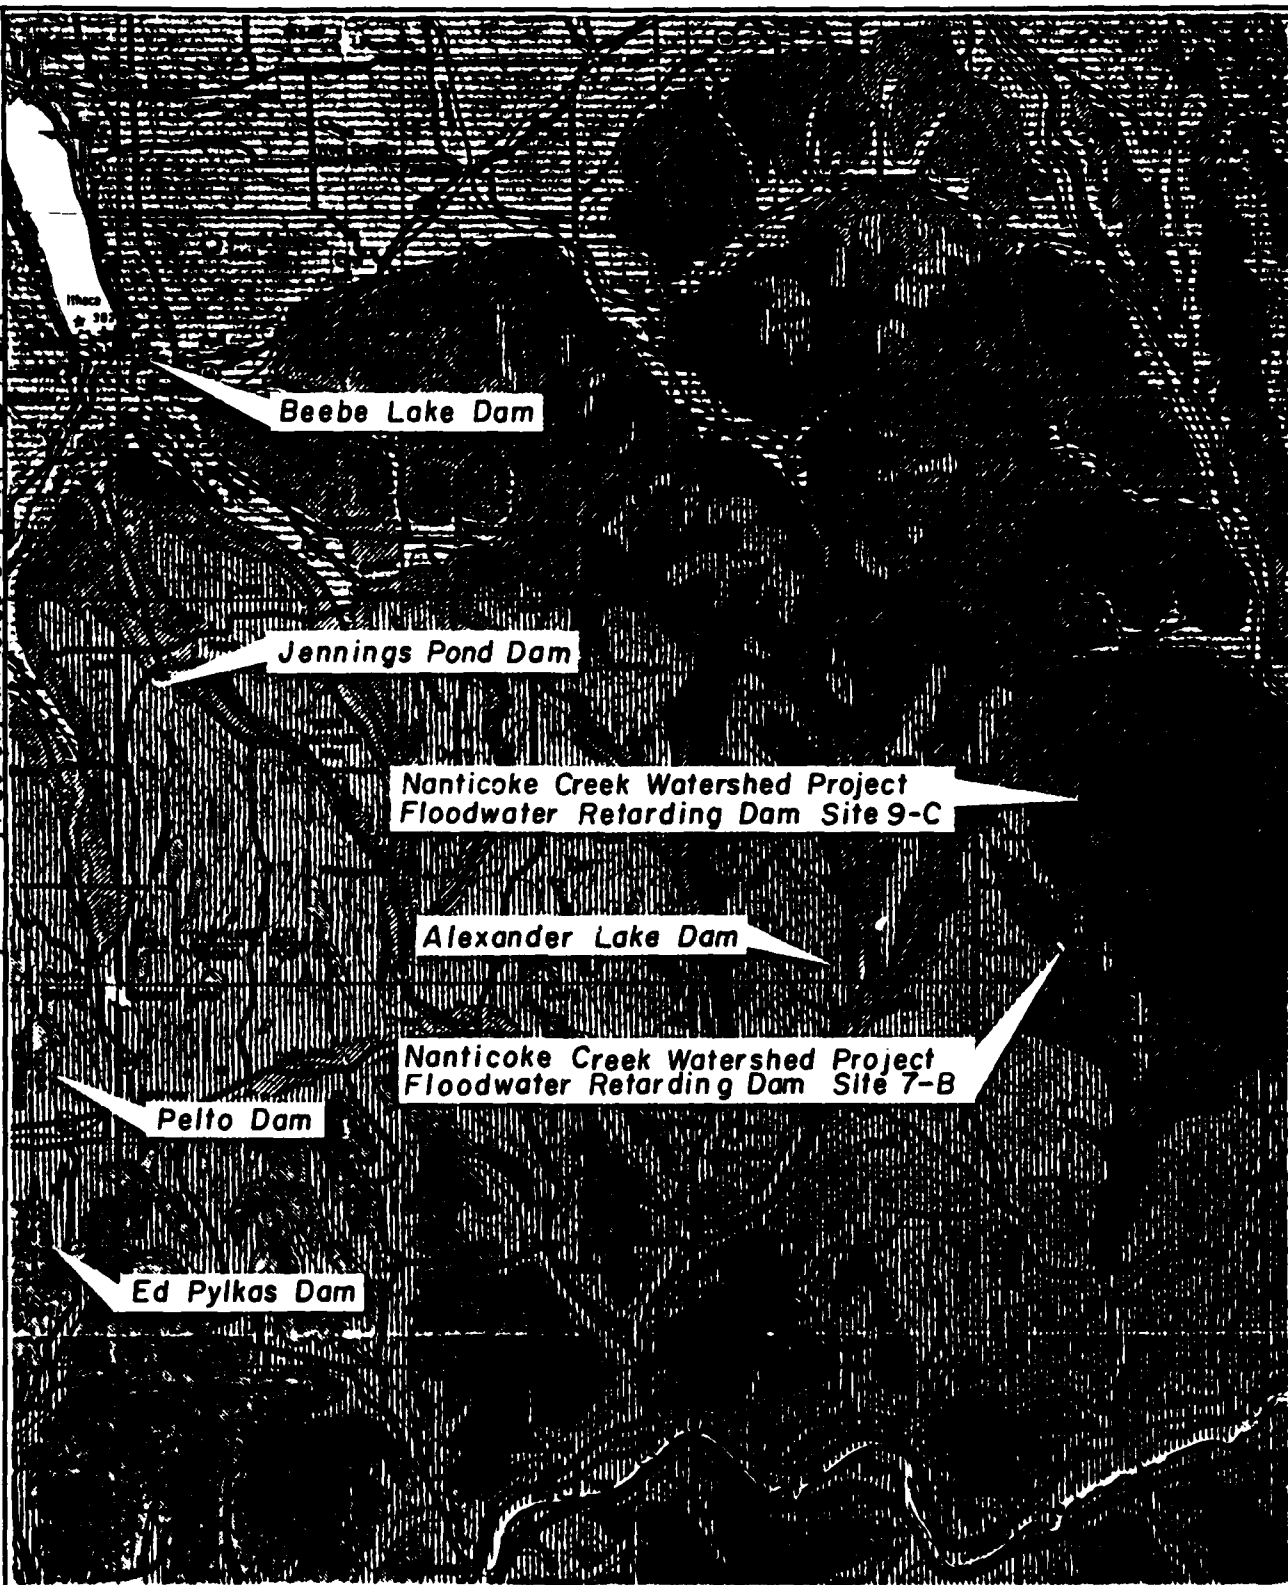 Ithaca
382
Beebe Lake Dam
Jennings Pond Dam
Nanticoke Creek Watershed Project
Floodwater Retarding Dam Site 9-C
Alexander Lake Dam
Nanticoke Creek Watershed Project
Floodwater Retarding Dam Site 7-B
Pelto Dam
Ed Pylkas Dam